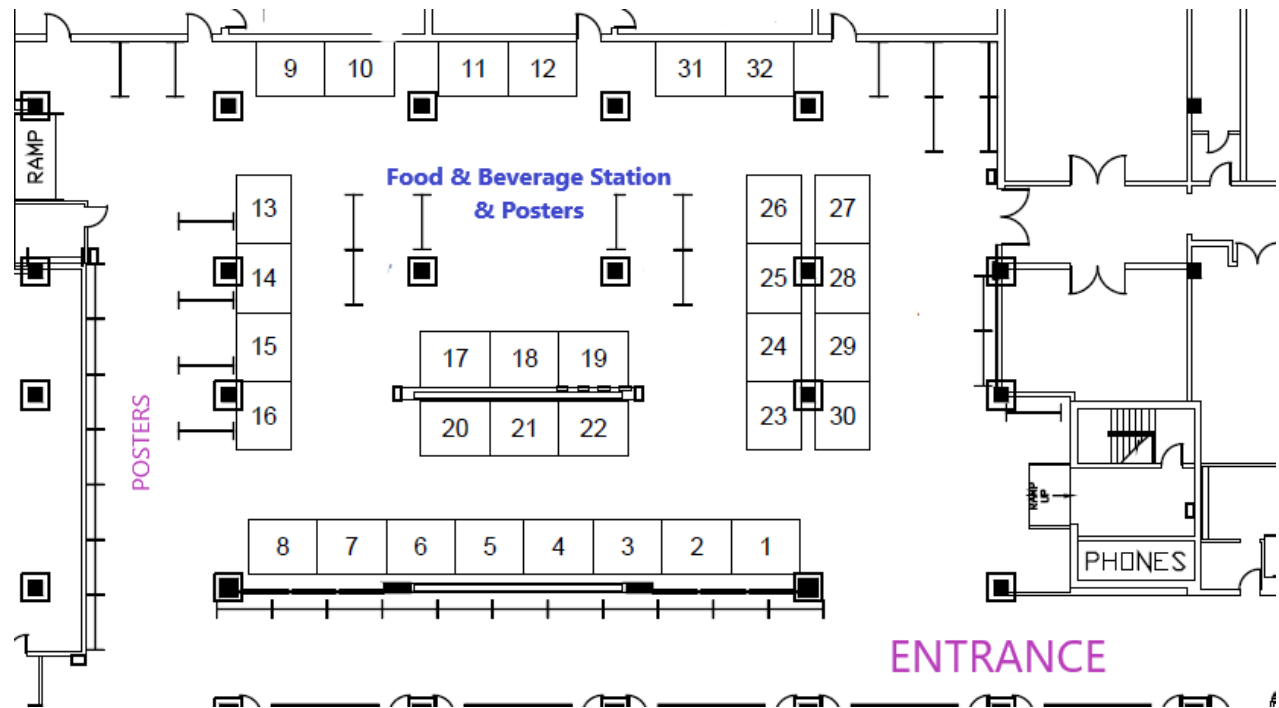 9 10 11 12 31 32
RAMP
Food & Beverage Station
& Posters
13 26 27
14 25 28
17 18 19
15 24 29
16 20 21 22 23 30
POSTERS
RAMP
UP
8 7 6 5 4 3 2 1
PHONES
ENTRANCE